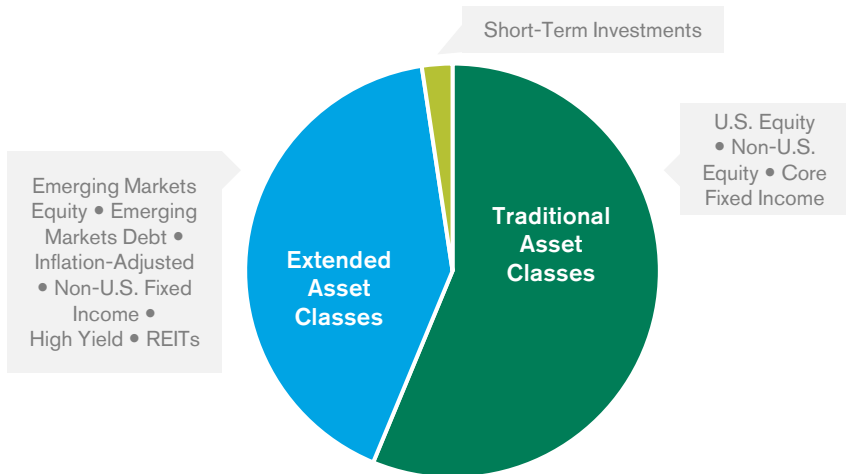 Short-Term Investments
U.S. Equity
● Non-U.S.
Equity ● Core
Fixed Income
Emerging Markets
Equity ● Emerging
Markets Debt ●
Inflation-Adjusted
● Non-U.S. Fixed
Income ●
High Yield ● REITs
Traditional
Asset
Classes
Extended
Asset
Classes